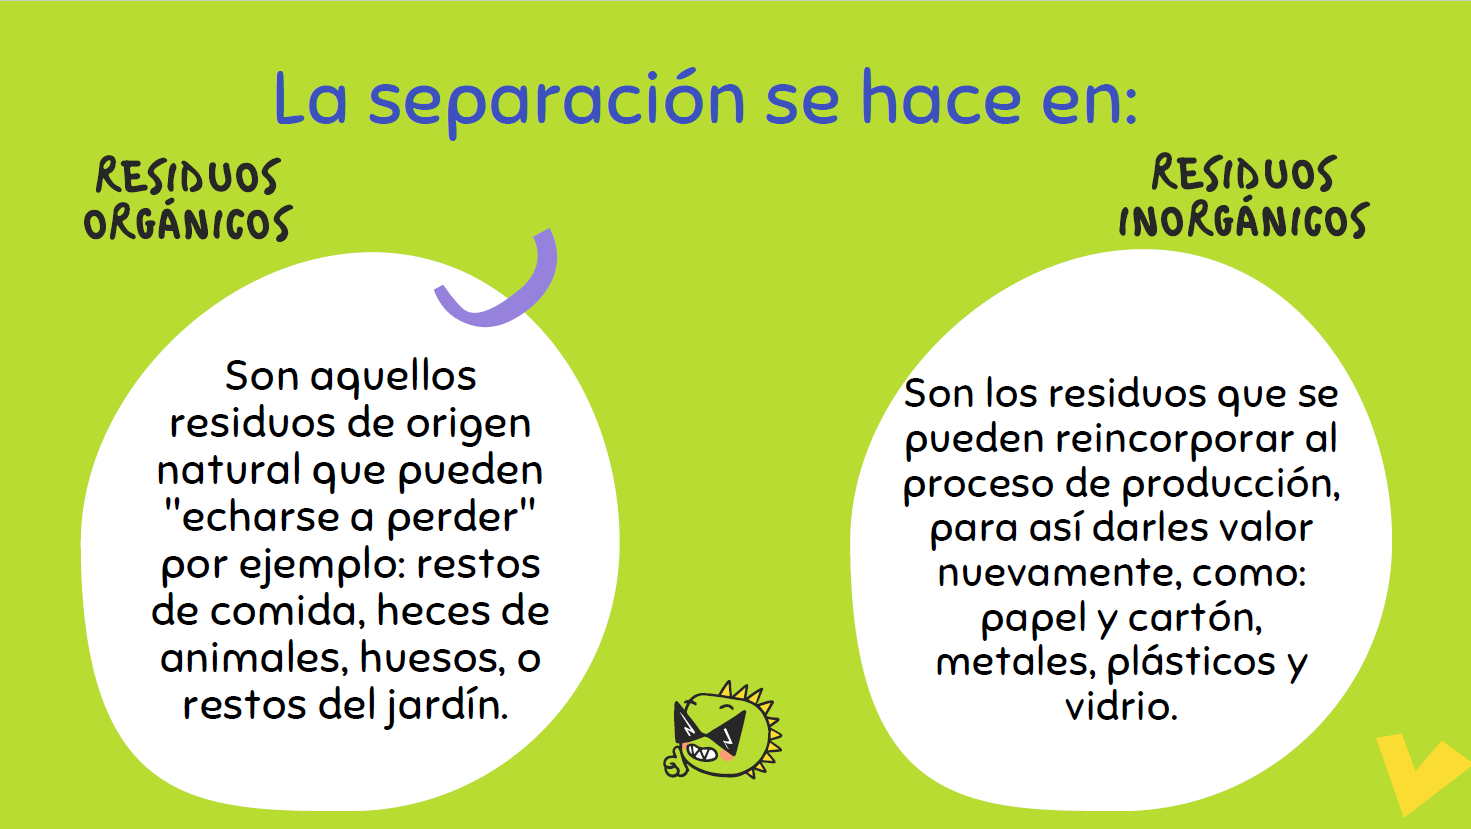 La separación se hace en:
RESIDUOS
ORGÁNICOS
Son aquellos
residuos de origen
natural que pueden
"echarse a perder"
por ejemplo: restos
de comida, heces de
animales, huesos, o
restos del jardín.
RESIDUOS
INORGÁNICOS
Son los residuos que se
pueden reincorporar al
proceso de producción,
para así darles valor
nuevamente, como:
papel y cartón,
metales, plásticos y
vidrio.